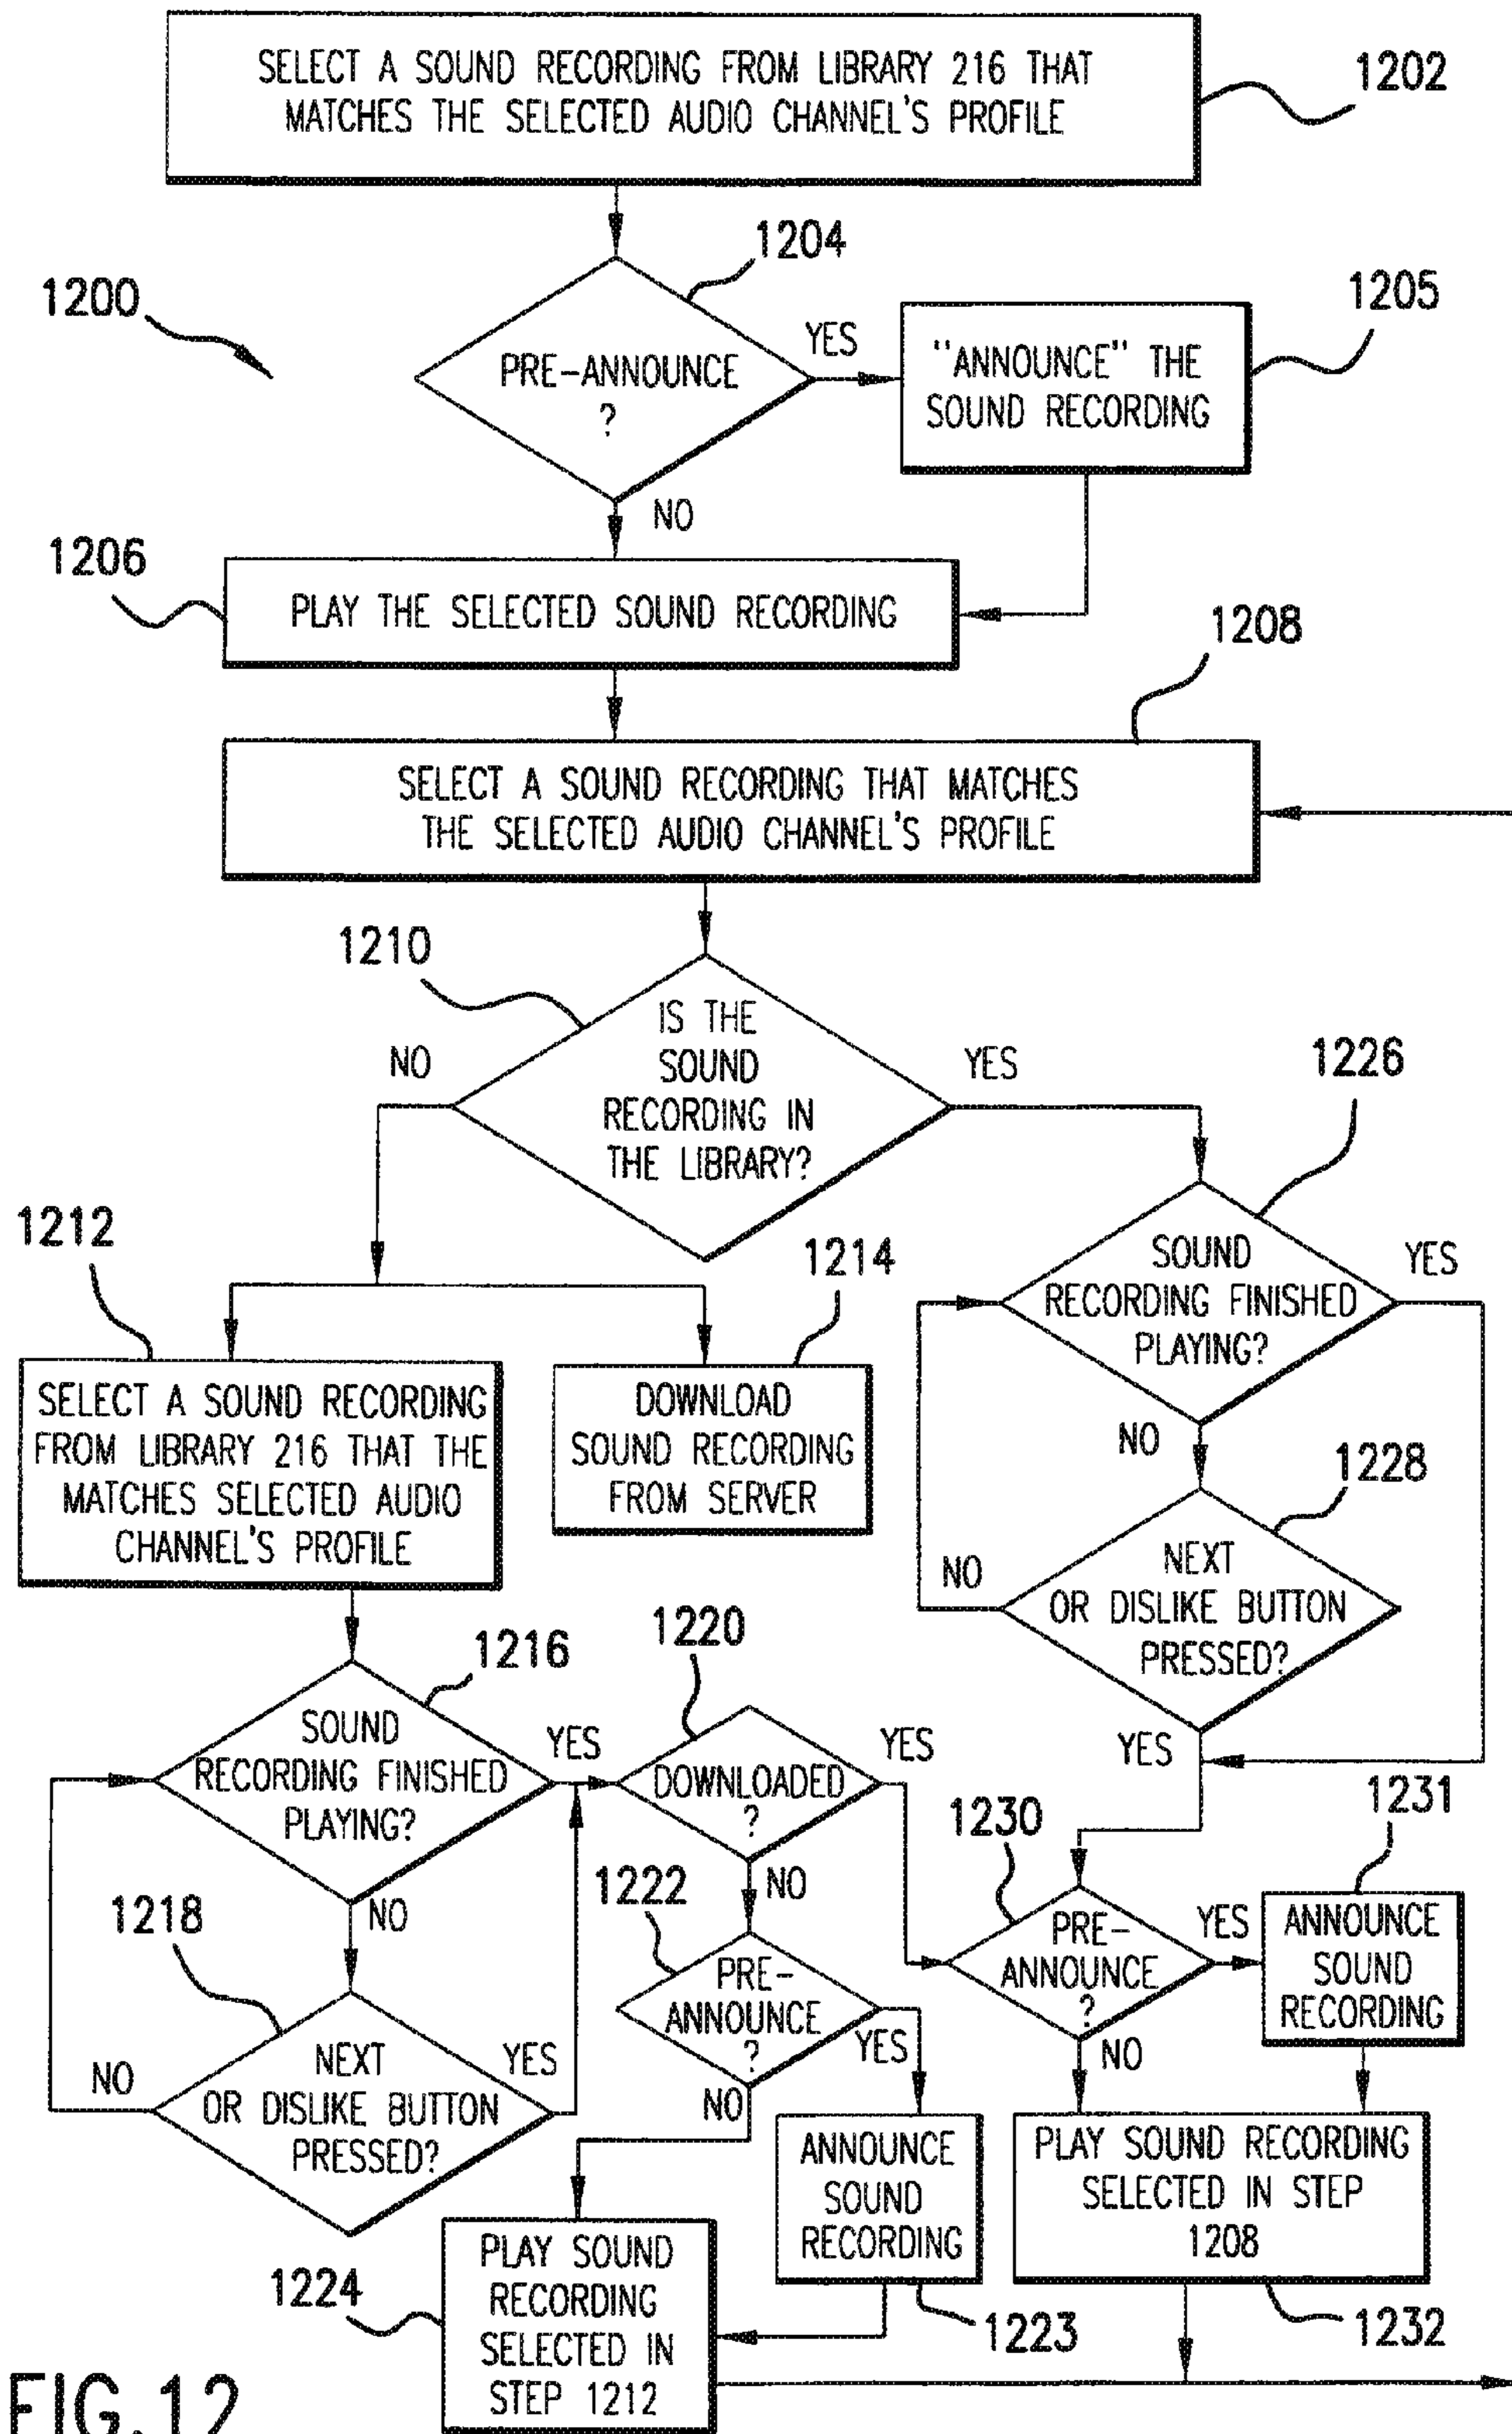 SELECT A SOUND RECORDING FROM LIBRARY 216 THAT
MATCHES THE SELECTED AUDIO CHANNEL'S PROFILE
1202
1204
1200
PRE-ANNOUNCE
?
YES
"ANNOUNCE" THE
SOUND RECORDING
1205
NO
1206
PLAY THE SELECTED SOUND RECORDING
1208
SELECT A SOUND RECORDING THAT MATCHES
THE SELECTED AUDIO CHANNEL'S PROFILE
1210
IS THE
SOUND
RECORDING IN
THE LIBRARY?
NO
YES
1226
SOUND
RECORDING FINISHED
PLAYING?
YES
NO
1228
NEXT
OR DISLIKE BUTTON
PRESSED?
NO
YES
1212
SELECT A SOUND RECORDING
FROM LIBRARY 216 THAT THE
MATCHES SELECTED AUDIO
CHANNEL'S PROFILE
1214
DOWNLOAD
SOUND RECORDING
FROM SERVER
1216
SOUND
RECORDING FINISHED
PLAYING?
YES
NO
1218
NEXT
OR DISLIKE BUTTON
PRESSED?
NO
YES
1220
DOWNLOADED
?
YES
NO
1222
PRE-
ANNOUNCE
?
YES
NO
ANNOUNCE
SOUND
RECORDING
1223
1224
PLAY SOUND
RECORDING
SELECTED IN
STEP 1212
1230
PRE-
ANNOUNCE
?
YES
NO
1231
ANNOUNCE
SOUND
RECORDING
PLAY SOUND RECORDING
SELECTED IN STEP
1208
1232
FIG.12